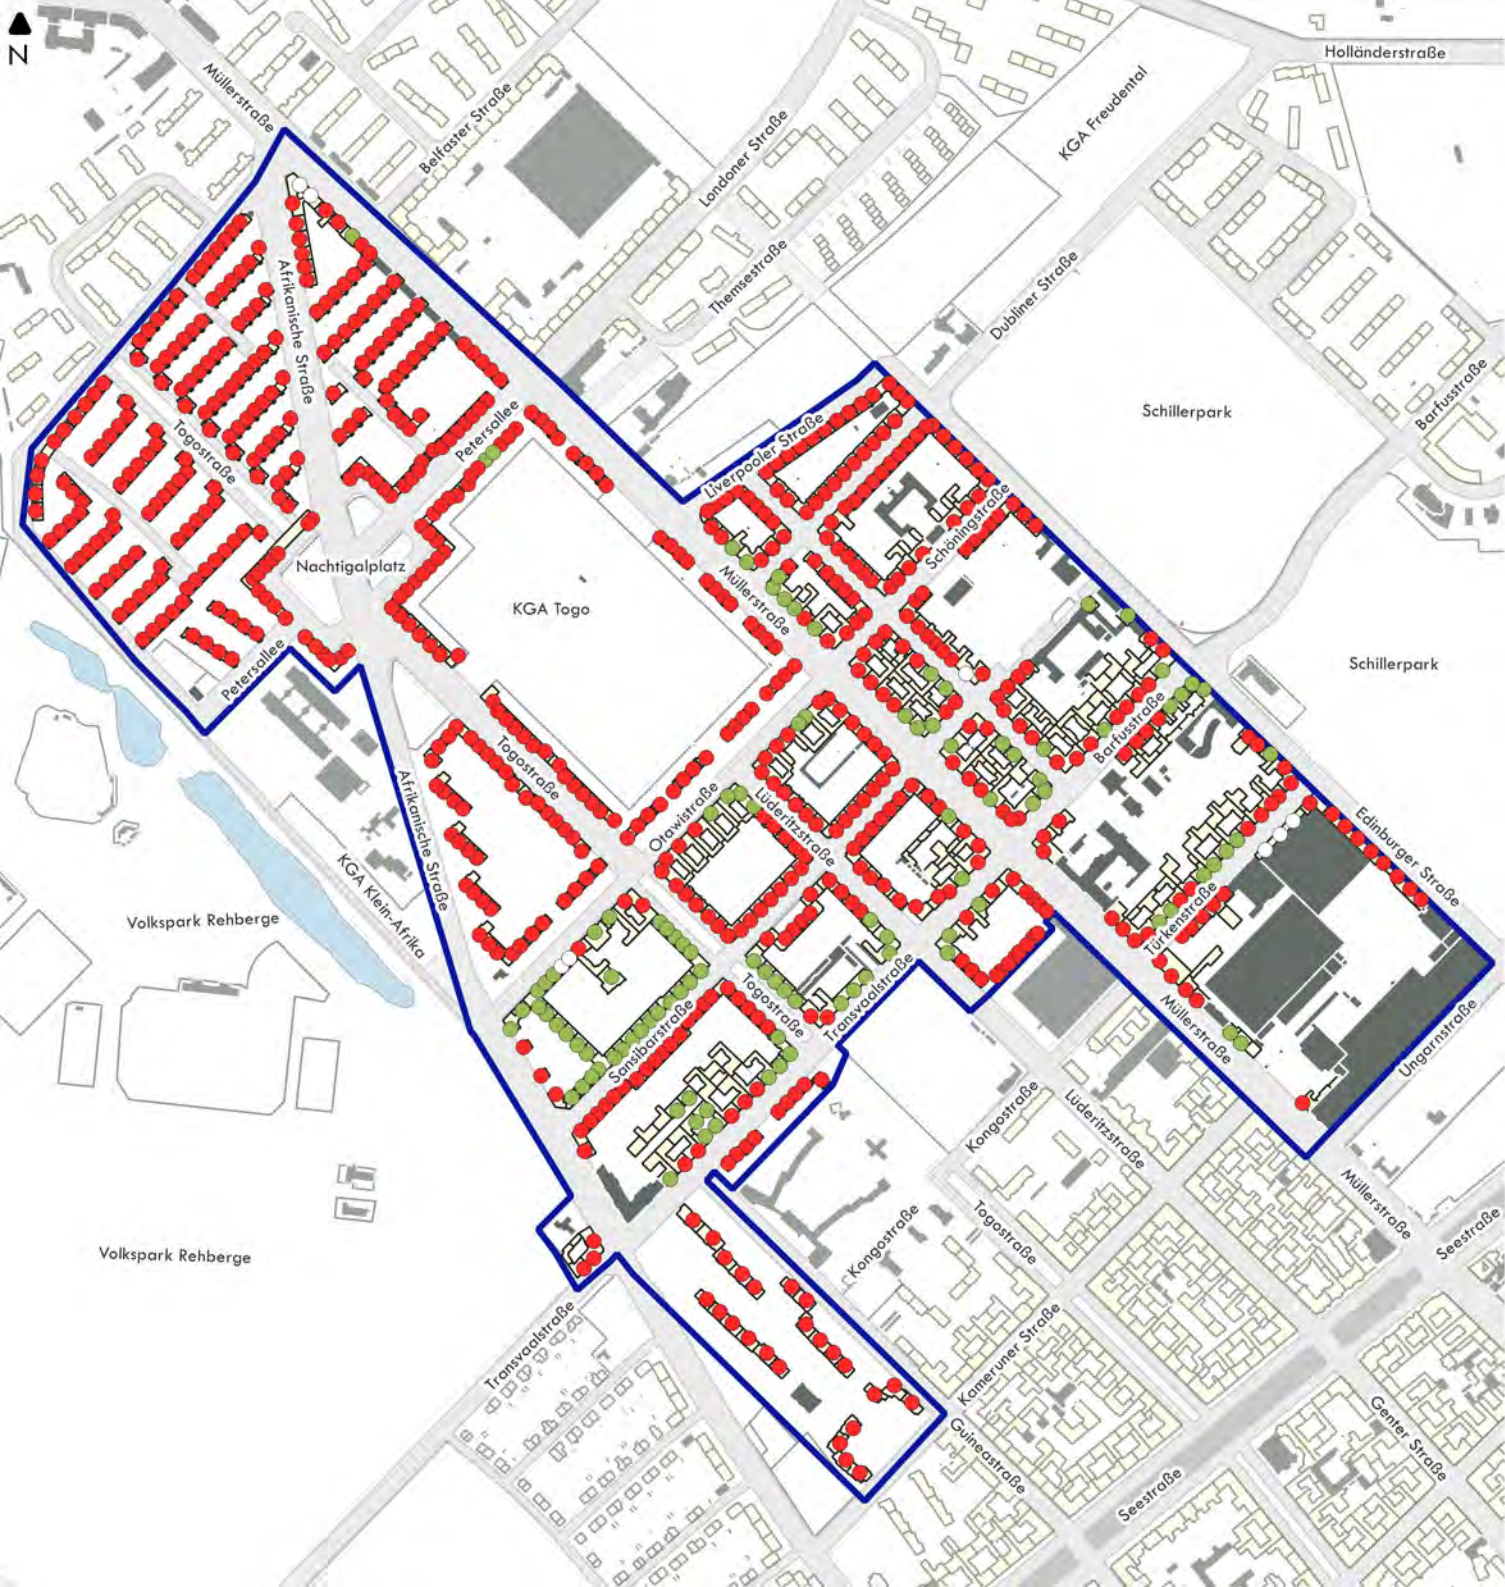 N
Holländerstraße
Müllerstraße
KGA Freudental
Belfaster Straße
Londoner Straße
Themsestraße
Dubliner Straße
Afrikanische Straße
Barfusstraße
Schillerpark
Petersallee
Togostraße
Liverpooler Straße
Schöningstraße
Nachtigalplatz
KGA Togo
Müllerstraße
Petersallee
Schillerpark
Barfusstraße
Togostraße
Otawistraße
Lüderitzstraße
Afrikanische Straße
Edinburger Straße
KGA Klein-Afrika
Volkspark Rehberge
Türkenstraße
Togostraße
Transvaalstraße
Müllerstraße
Sansibarstraße
Ungarnstraße
Kongostraße
Lüderitzstraße
Müllerstraße
Togostraße
Kongostraße
Seestraße
Volkspark Rehberge
Transvaalstraße
Kameruner Straße
Guineastraße
Genter Straße
Seestraße